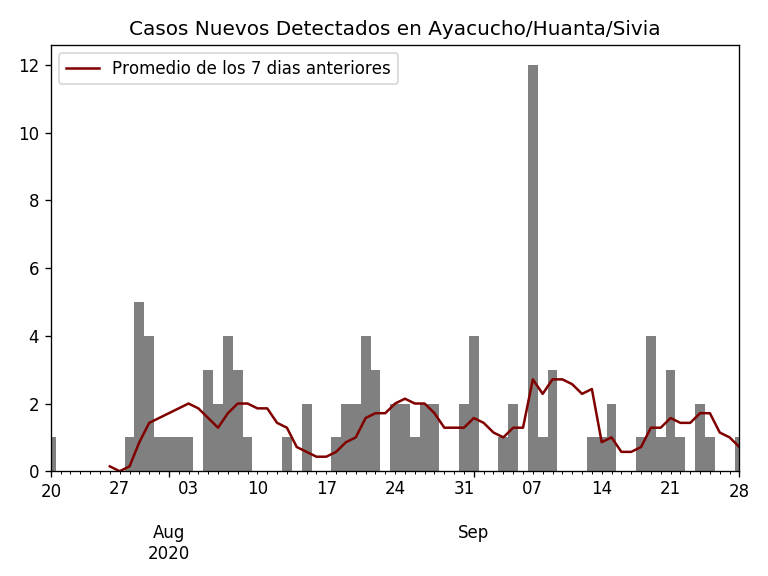 Casos Nuevos Detectados en Ayacucho/Huanta/Sivia
Promedio de los 7 dias anteriores
12
10
8
6
4
2
0
20 27 03 10 17 24 31 07 14 21 28
Aug Sep
2020